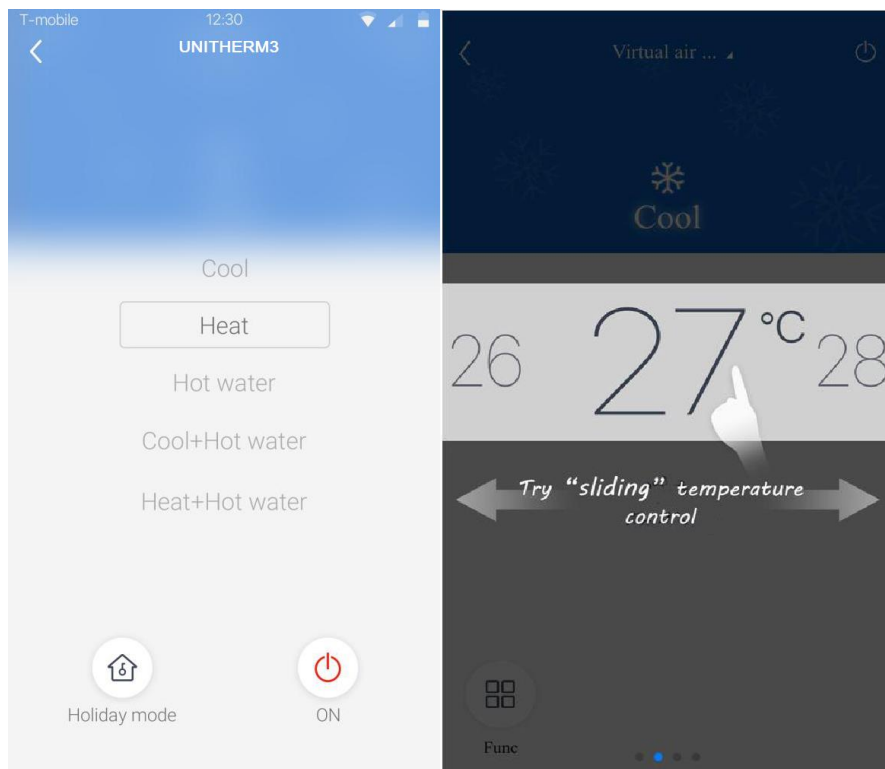 T-mobile 12:30
UNITHERM3
Cool
Heat
Hot water
Cool+Hot water
Heat+Hot water
Holiday mode ON
Virtual air ...
Cool
26 27°C 28
Try “sliding” temperature
control
Func